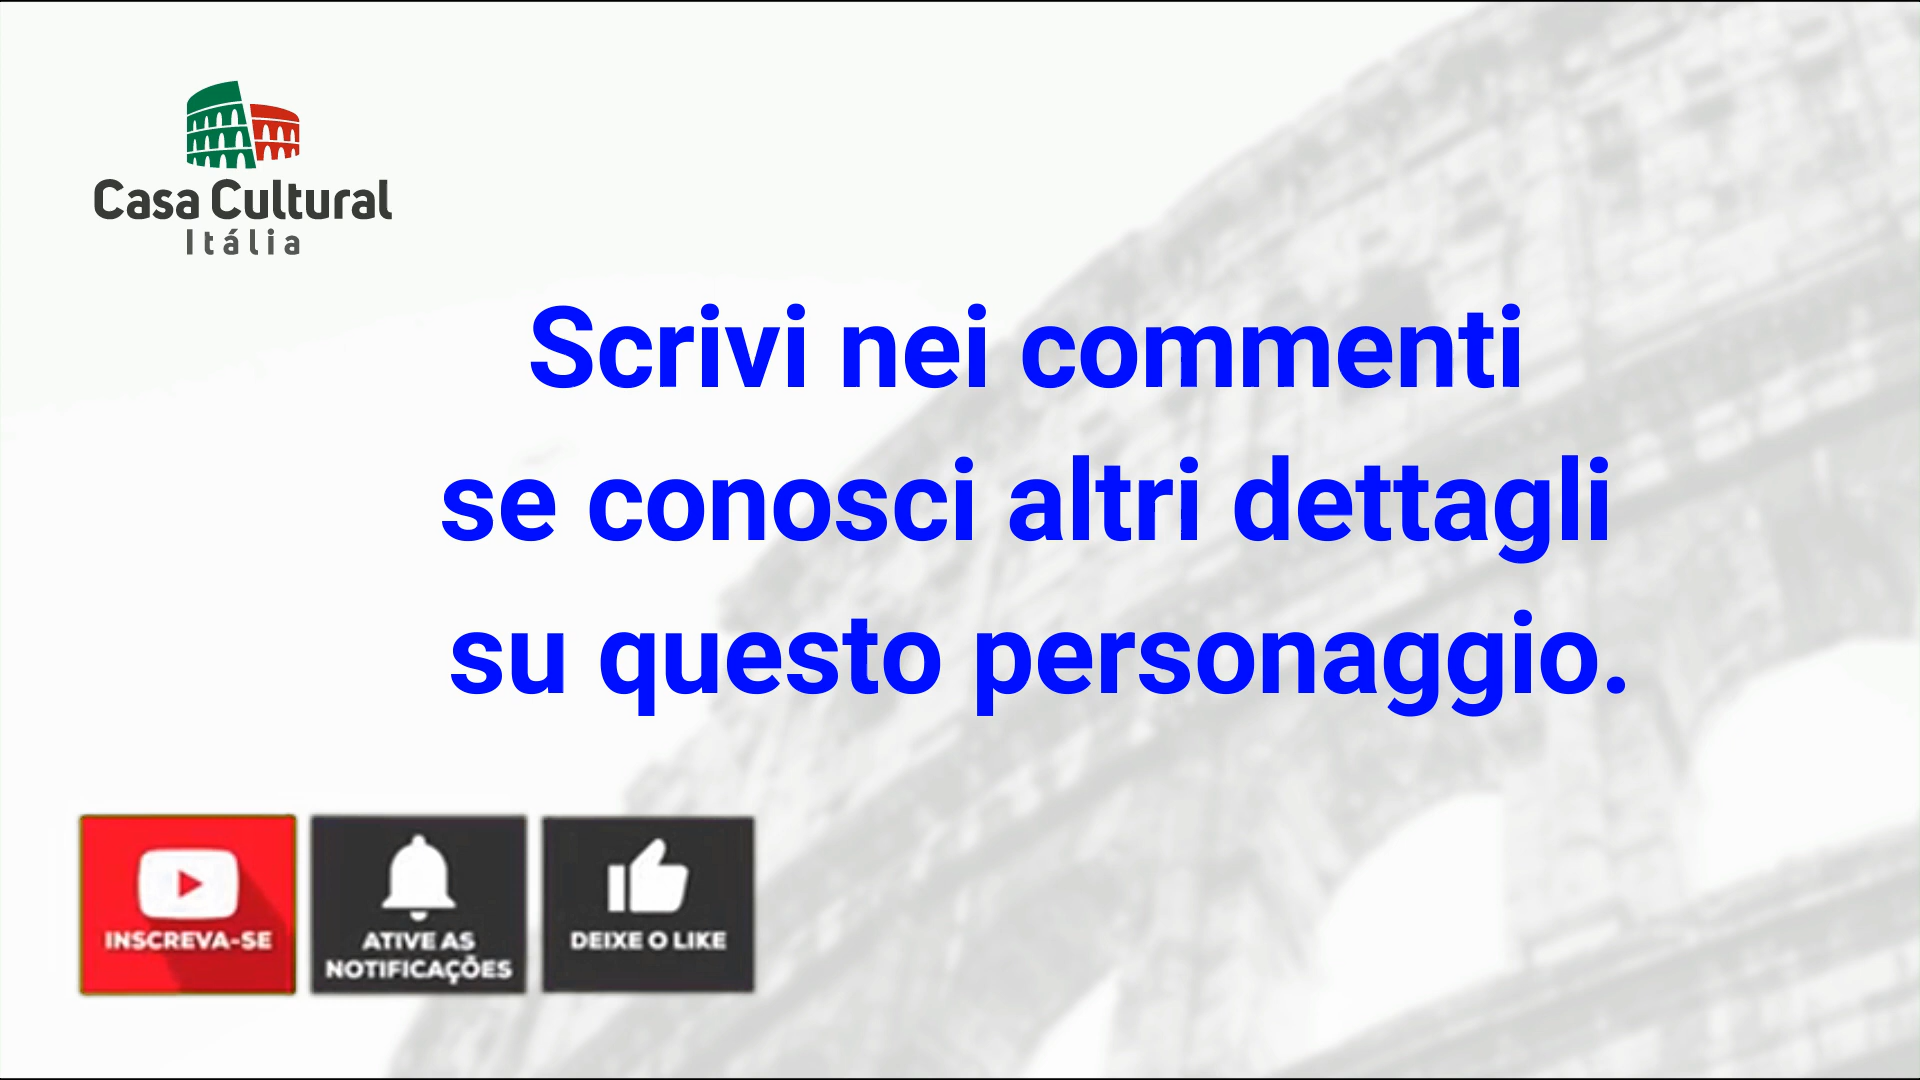 Casa Cultural
Itália
Scrivi nei commenti
se conosci altri dettagli
su questo personaggio.
INSCREVA-SE
ATIVE AS
NOTIFICAÇÕES
DEIXE O LIKE